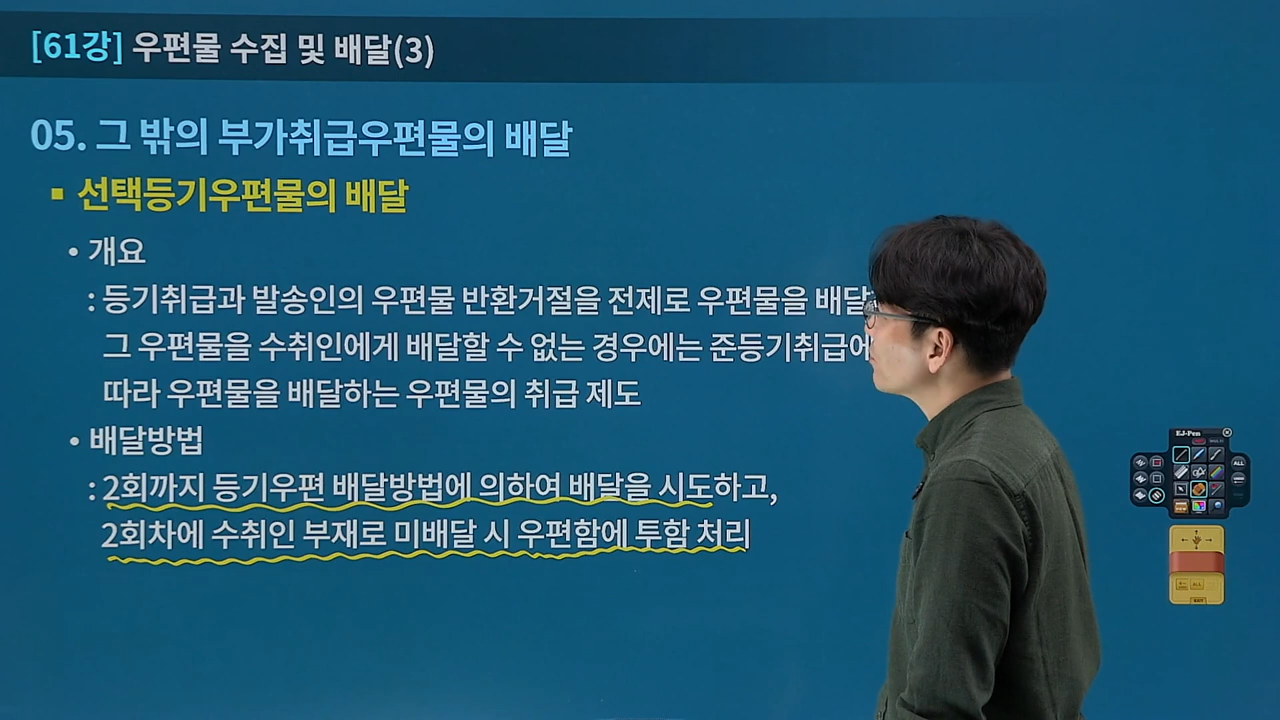 [61강] 우편물 수집 및 배달(3)
05. 그 밖의 부가취급우편물의 배달
▪ 선택등기우편물의 배달
• 개요
: 등기취급과 발송인의 우편물 반환거절을 전제로 우편물을 배달
그 우편물을 수취인에게 배달할 수 없는 경우에는 준등기취급에
따라 우편물을 배달하는 우편물의 취급 제도
• 배달방법
: 2회까지 등기우편 배달방법에 의하여 배달을 시도하고,
2회차에 수취인 부재로 미배달 시 우편함에 투함 처리
EJ-Pen
ALL
ALL
EXIT